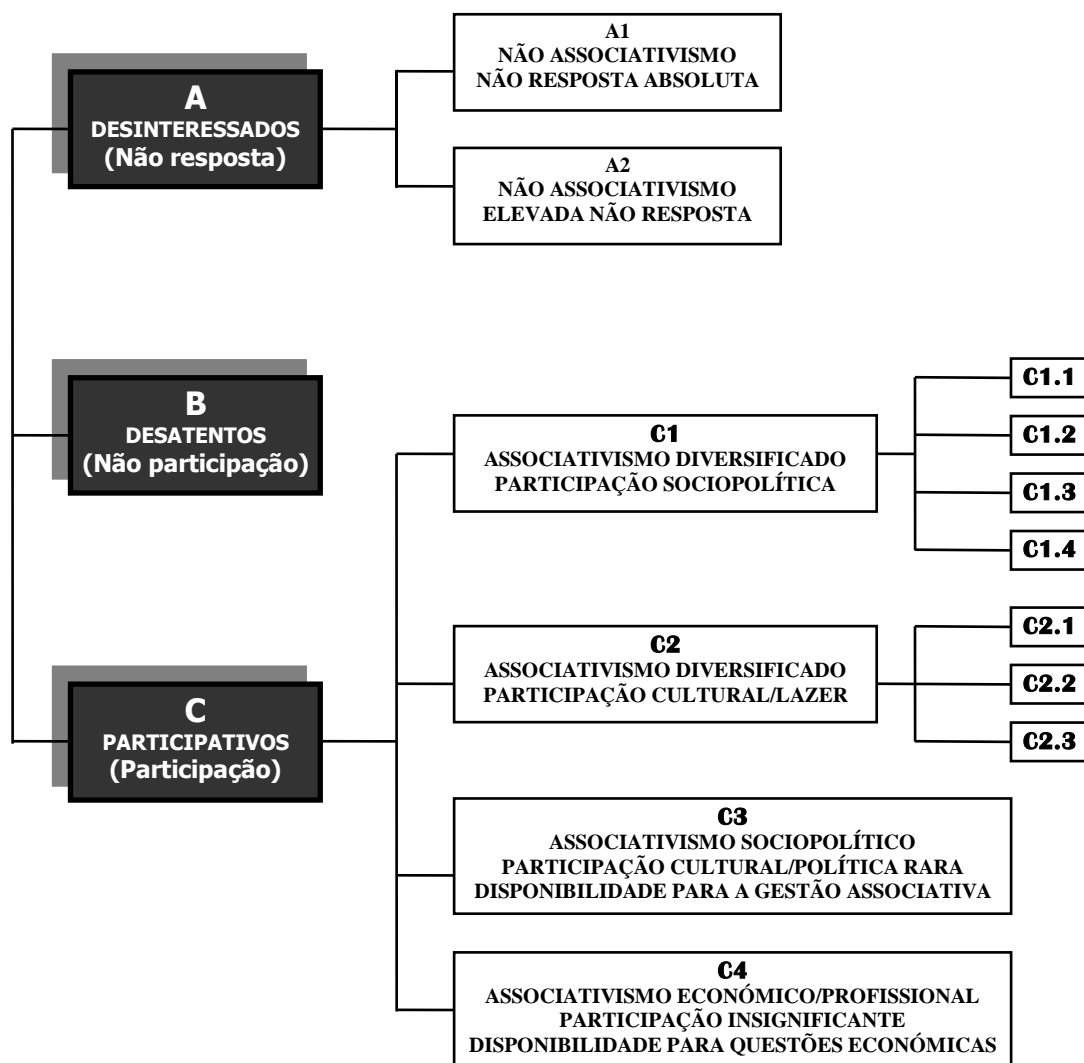 A
DESINTERESSADOS
(Não resposta)
A1
NÃO ASSOCIATIVISMO
NÃO RESPOSTA ABSOLUTA
A2
NÃO ASSOCIATIVISMO
ELEVADA NÃO RESPOSTA
B
DESATENTOS
(Não participação)
C
PARTICIPATIVOS
(Participação)
C1
ASSOCIATIVISMO DIVERSIFICADO
PARTICIPAÇÃO SOCIOPOLÍTICA
C1.1
C1.2
C1.3
C1.4
C2
ASSOCIATIVISMO DIVERSIFICADO
PARTICIPAÇÃO CULTURAL/LAZER
C2.1
C2.2
C2.3
C3
ASSOCIATIVISMO SOCIOPOLÍTICO
PARTICIPAÇÃO CULTURAL/POLÍTICA RARA
DISPONIBILIDADE PARA A GESTÃO ASSOCIATIVA
C4
ASSOCIATIVISMO ECONÓMICO/PROFISSIONAL
PARTICIPAÇÃO INSIGNIFICANTE
DISPONIBILIDADE PARA QUESTÕES ECONÓMICAS